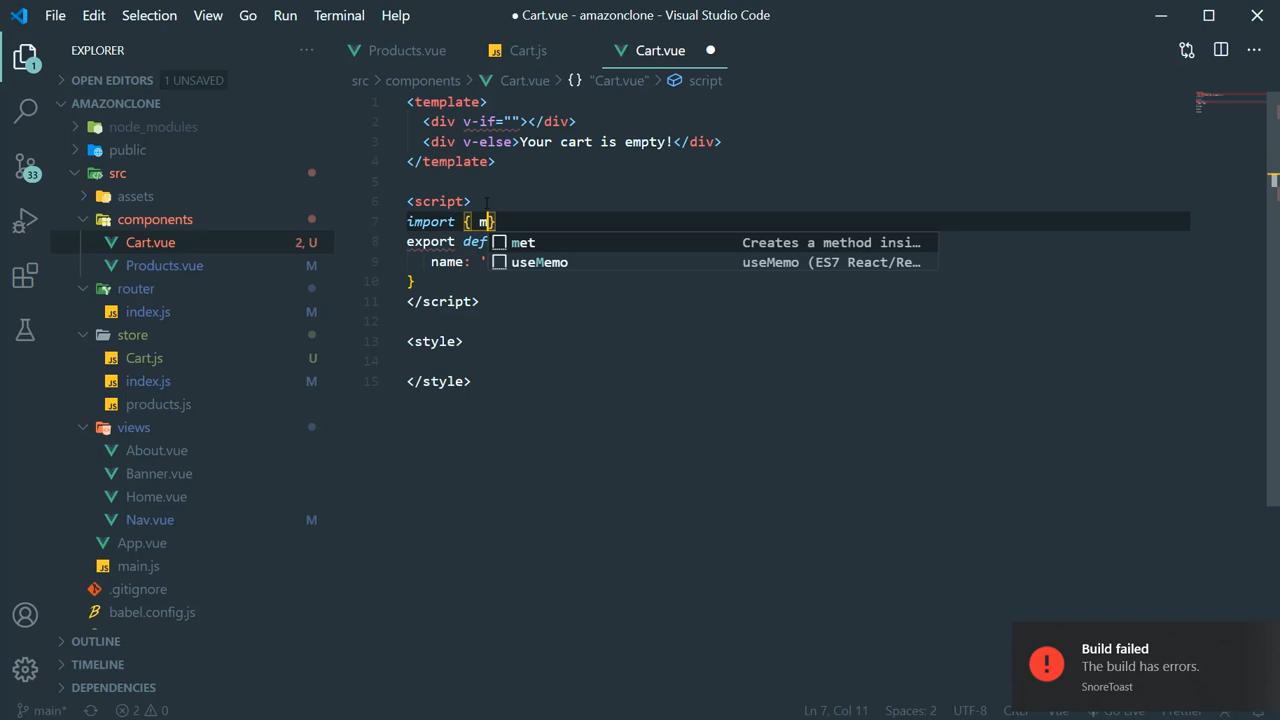 File Edit Selection View Go Run Terminal Help
● Cart.vue - amazonclone - Visual Studio Code
EXPLORER
OPEN EDITORS 1 UNSAVED
AMAZONCLONE
node_modules
public
src
assets
components
Cart.vue 2, U
Products.vue M
router
index.js M
store
Cart.js U
index.js M
products.js
views
About.vue
Banner.vue
Home.vue
Nav.vue M
App.vue
main.js
.gitignore
babel.config.js
OUTLINE
TIMELINE
DEPENDENCIES
1
33
Products.vue Cart.js Cart.vue
src components Cart.vue {} "Cart.vue" script
1 <template>
2 <div v-if=""></div>
3 <div v-else>Your cart is empty!</div>
4 </template>
5
6 <script>
7 import { m}
8 export def
9 name: '
10 }
11 </script>
12
13 <style>
14
15 </style>
met Creates a method insi...
useMemo useMemo (ES7 React/Re...
Build failed
The build has errors.
SnoreToast
main* 2 0 Ln 7, Col 11 Spaces: 2 UTF-8 CRLF Vue Go Live Prettier